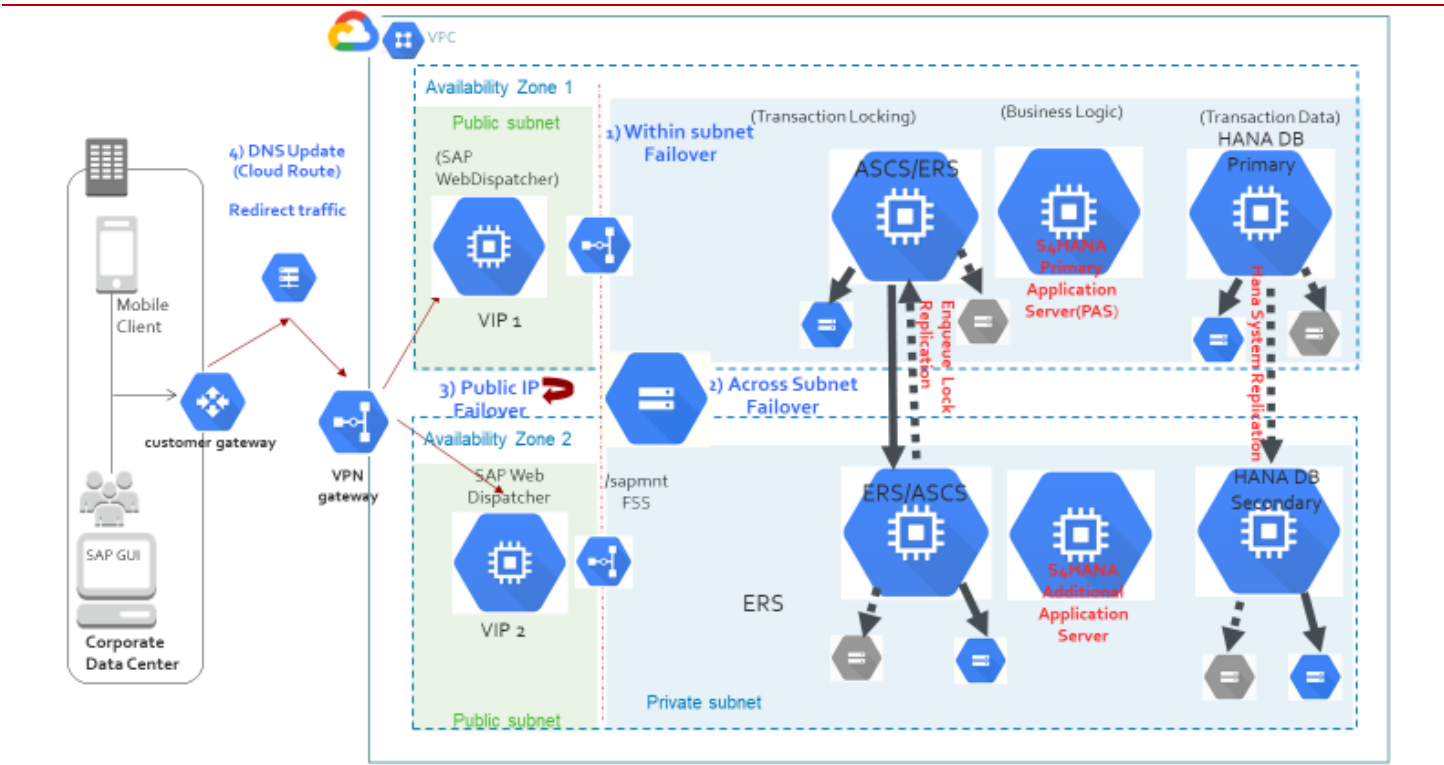 VPC
Availability Zone 1
Public subnet
(SAP
WebDispatcher)
VIP 1
1) Within subnet
Failover
(Transaction Locking)
ASCS/ERS
(Business Logic)
S4HANA
Primary
Application
Server(PAS)
(Transaction Data)
HANA DB
Primary
4) DNS Update
(Cloud Route)
Redirect traffic
Mobile
Client
customer gateway
VPN
gateway
SAP GUI
Corporate
Data Center
3) Public IP
Failover
2) Across Subnet
Failover
Enqueue Lock
Replication
Hana System Replication
Availability Zone 2
SAP Web
Dispatcher
VIP 2
Public subnet
/sapmnt
FSS
ERS/ASCS
ERS
S4HANA
Additional
Application
Server
HANA DB
Secondary
Private subnet